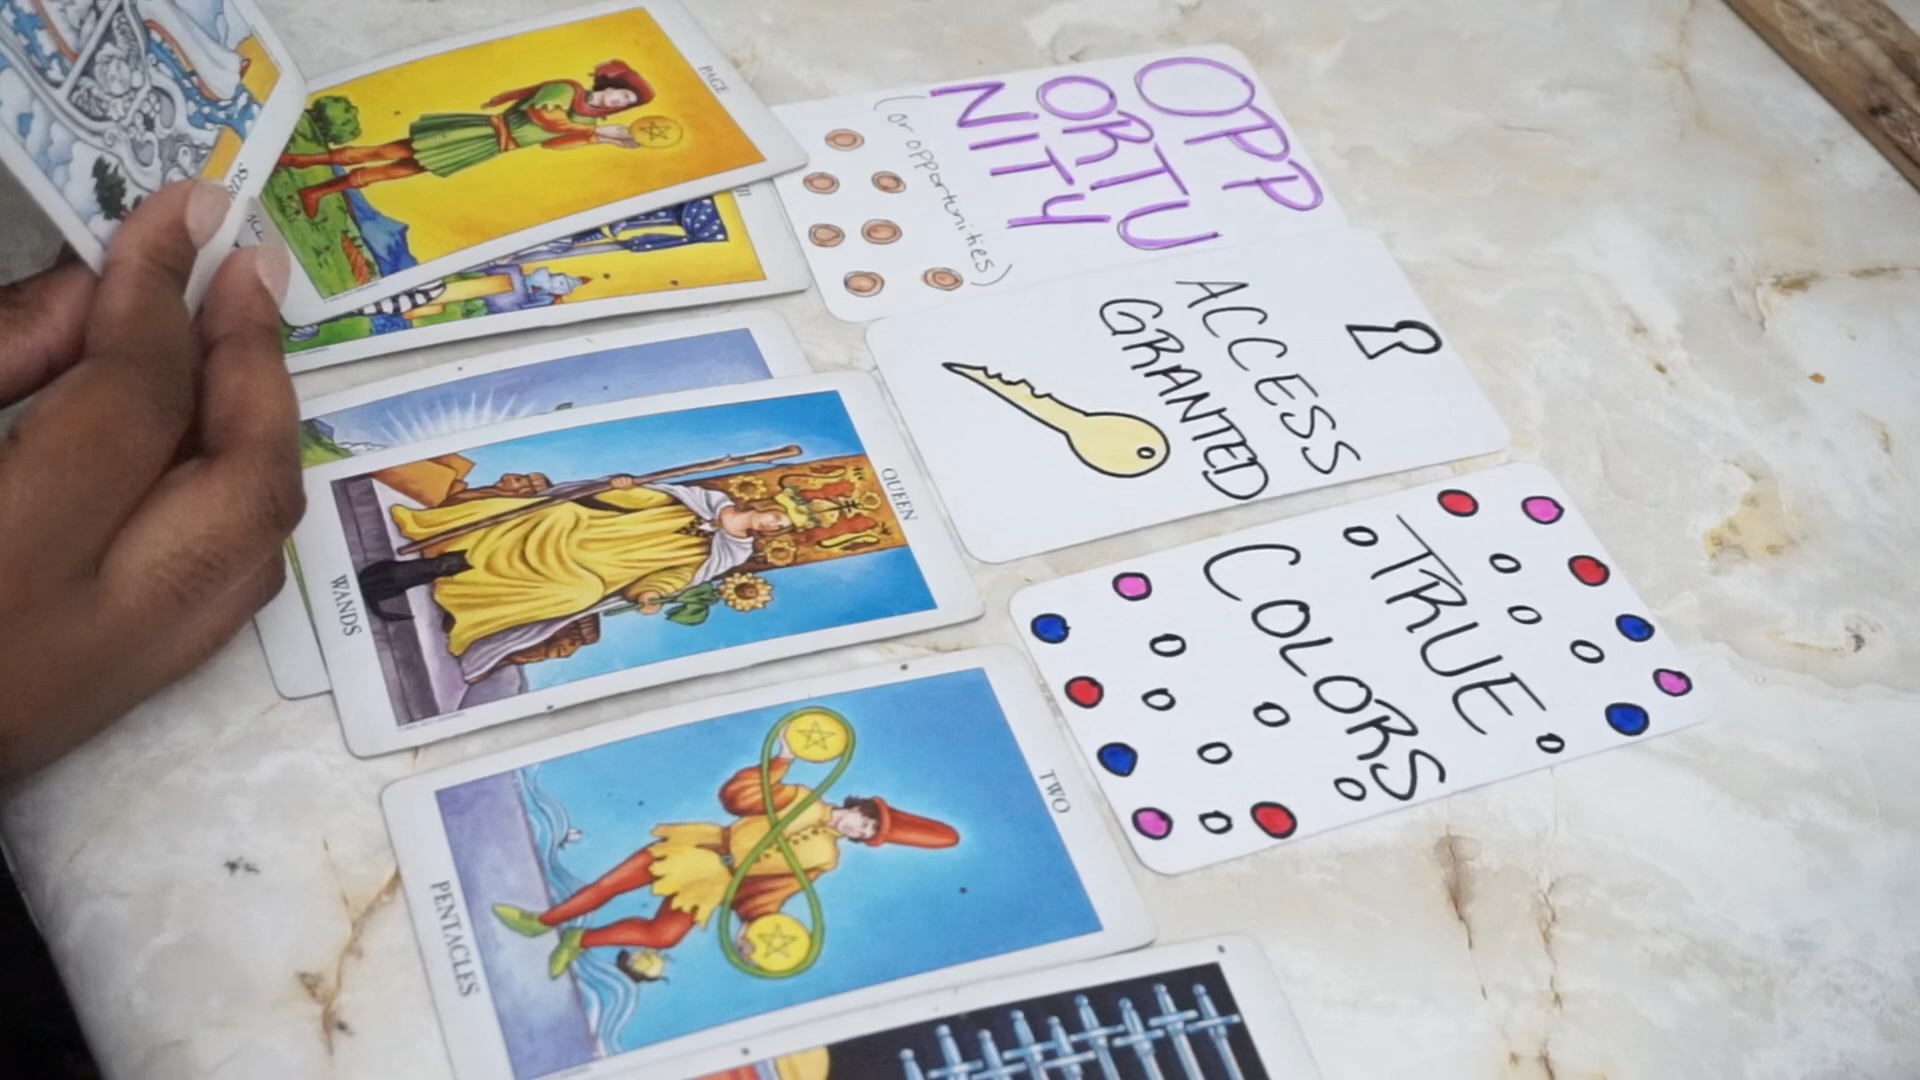 PAGE
OPP
ORTU
NITY
(or opportunities)
ACCESS
GRANTED
QUEEN
WANDS
TRUE
COLORS
TWO
PENTACLES